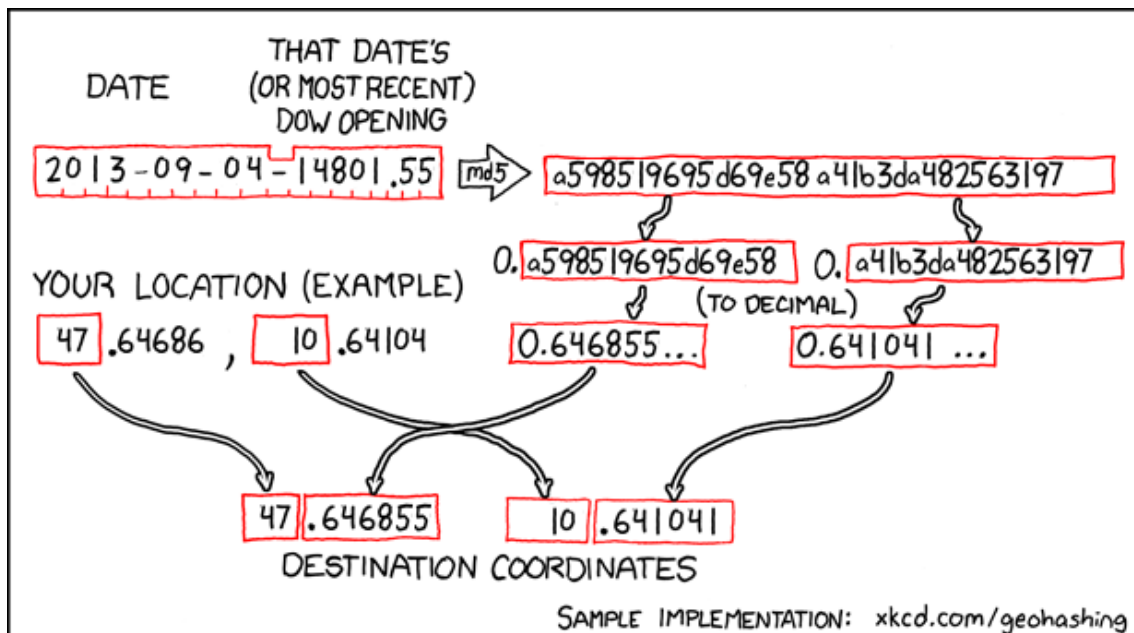 DATE
THAT DATE'S
(OR MOST RECENT)
DOW OPENING
2013-09-04-14801.55
md5
a598519695d69e58a41b3da482563197
0.a598519695d69e58
0.a41b3da482563197
YOUR LOCATION (EXAMPLE)
(TO DECIMAL)
47.64686, 10.64104
0.646855...
0.641041...
47.646855
10.641041
DESTINATION COORDINATES
SAMPLE IMPLEMENTATION: xkcd.com/geohashing